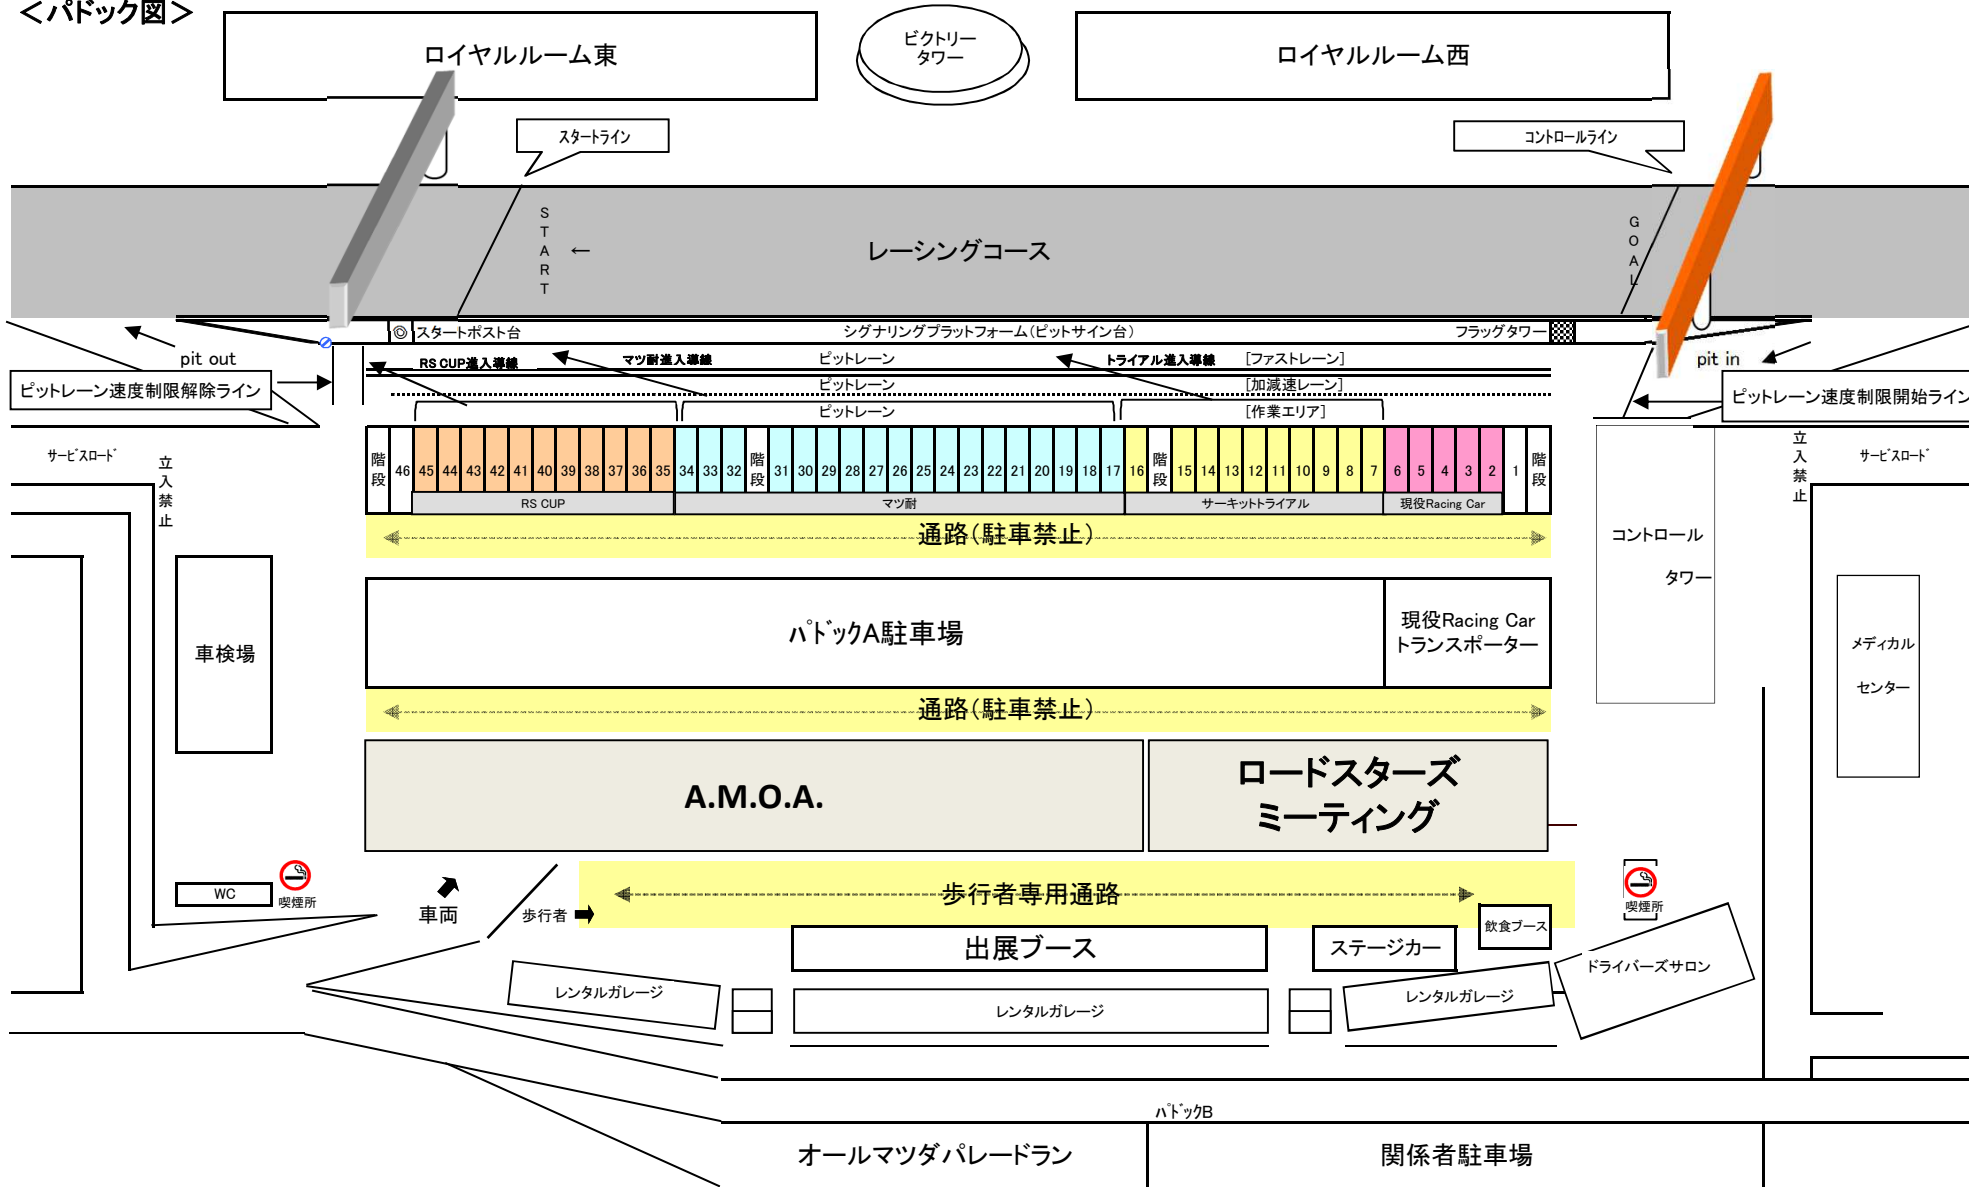 ＜パドック図＞
ロイヤルルーム東
ビクトリー
タワー
ロイヤルルーム西
スタートライン
コントロールライン
START
←
レーシングコース
GOAL
◎
スタートポスト台
シグナリングプラットフォーム(ピットサイン台)
フラッグタワー
pit out
RS CUP進入導線
マツ耐進入導線
ピットレーン
トライアル進入導線
[ファストレーン]
pit in
ピットレーン速度制限解除ライン
ピットレーン
[加減速レーン]
ピットレーン速度制限開始ライン
ピットレーン
[作業エリア]
サービスロード
立入禁止
階段 46 45 44 43 42 41 40 39 38 37 36 35 34 33 32 階段 31 30 29 28 27 26 25 24 23 22 21 20 19 18 17 16 階段 15 14 13 12 11 10 9 8 7 6 5 4 3 2 1 階段
立入禁止
サービスロード
RS CUP
マツ耐
サーキットトライアル
現役Racing Car
通路(駐車禁止)
コントロール
タワー
車検場
パドックA駐車場
現役Racing Car
トランスポーター
メディカル
センター
通路(駐車禁止)
A.M.O.A.
ロードスターズ
ミーティング
WC
喫煙所
車両
歩行者
歩行者専用通路
喫煙所
飲食ブース
出展ブース
ステージカー
ドライバーズサロン
レンタルガレージ
レンタルガレージ
レンタルガレージ
パドックB
オールマツダパレードラン
関係者駐車場